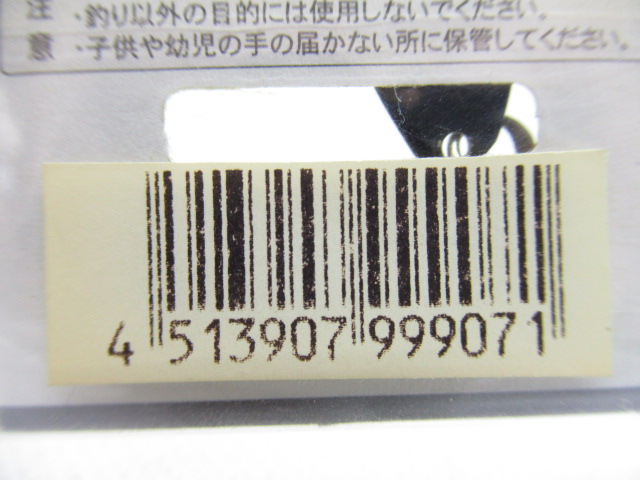 注 ・釣り以外の目的には使用しないでください。
意 ・子供や幼児の手の届かない所に保管してください。
4 513907 999071